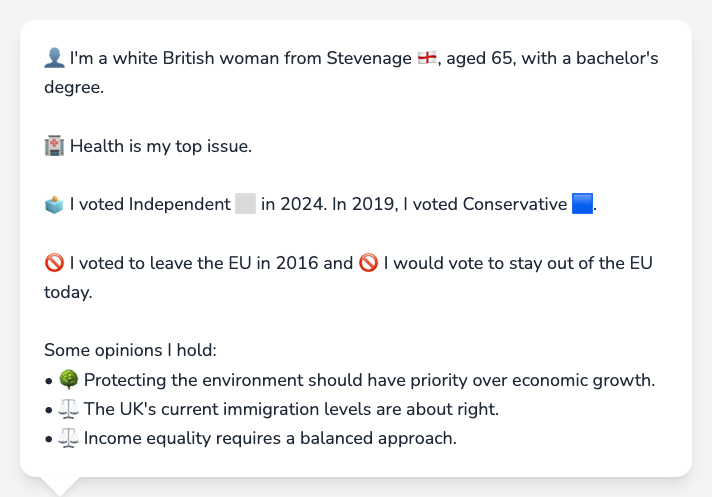 👤 I'm a white British woman from Stevenage 🏴󠁧󠁢󠁥󠁮󠁧󠁿, aged 65, with a bachelor's
degree.
🏥 Health is my top issue.
🗳️ I voted Independent ⬜ in 2024. In 2019, I voted Conservative 🟦.
🚫 I voted to leave the EU in 2016 and 🚫 I would vote to stay out of the EU
today.
Some opinions I hold:
• 🌳 Protecting the environment should have priority over economic growth.
• ⚖️ The UK's current immigration levels are about right.
• ⚖️ Income equality requires a balanced approach.